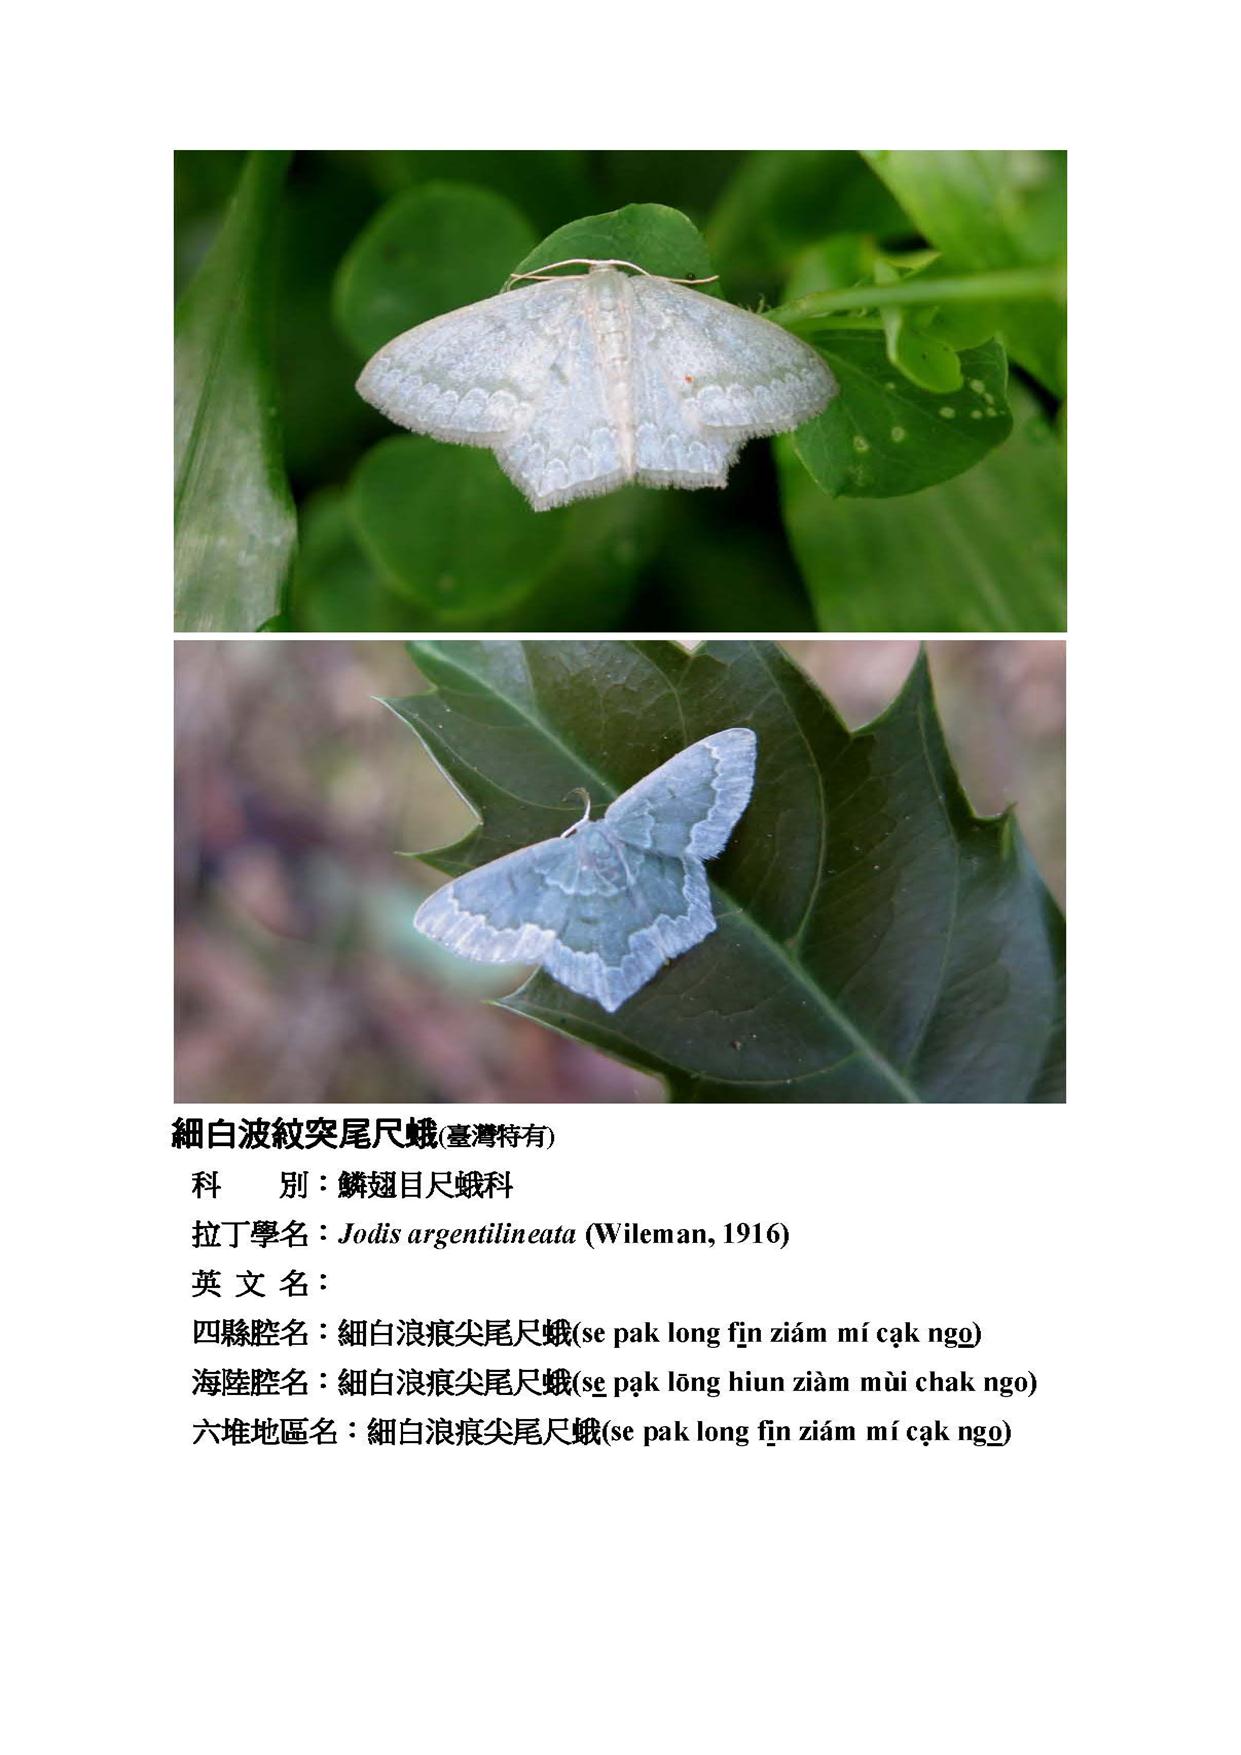 細白波紋突尾尺蛾(臺灣特有)
科　　別：鱗翅目尺蛾科
拉丁學名：Jodis argentilineata (Wileman, 1916)
英 文 名：
四縣腔名：細白浪痕尖尾尺蛾(se pak long fi̲n ziám mí cạk ngo̲)
海陸腔名：細白浪痕尖尾尺蛾(se̲ pạk lōng hiun ziàm mùi chak ngo)
六堆地區名：細白浪痕尖尾尺蛾(se pak long fi̲n ziám mí cạk ngo̲)